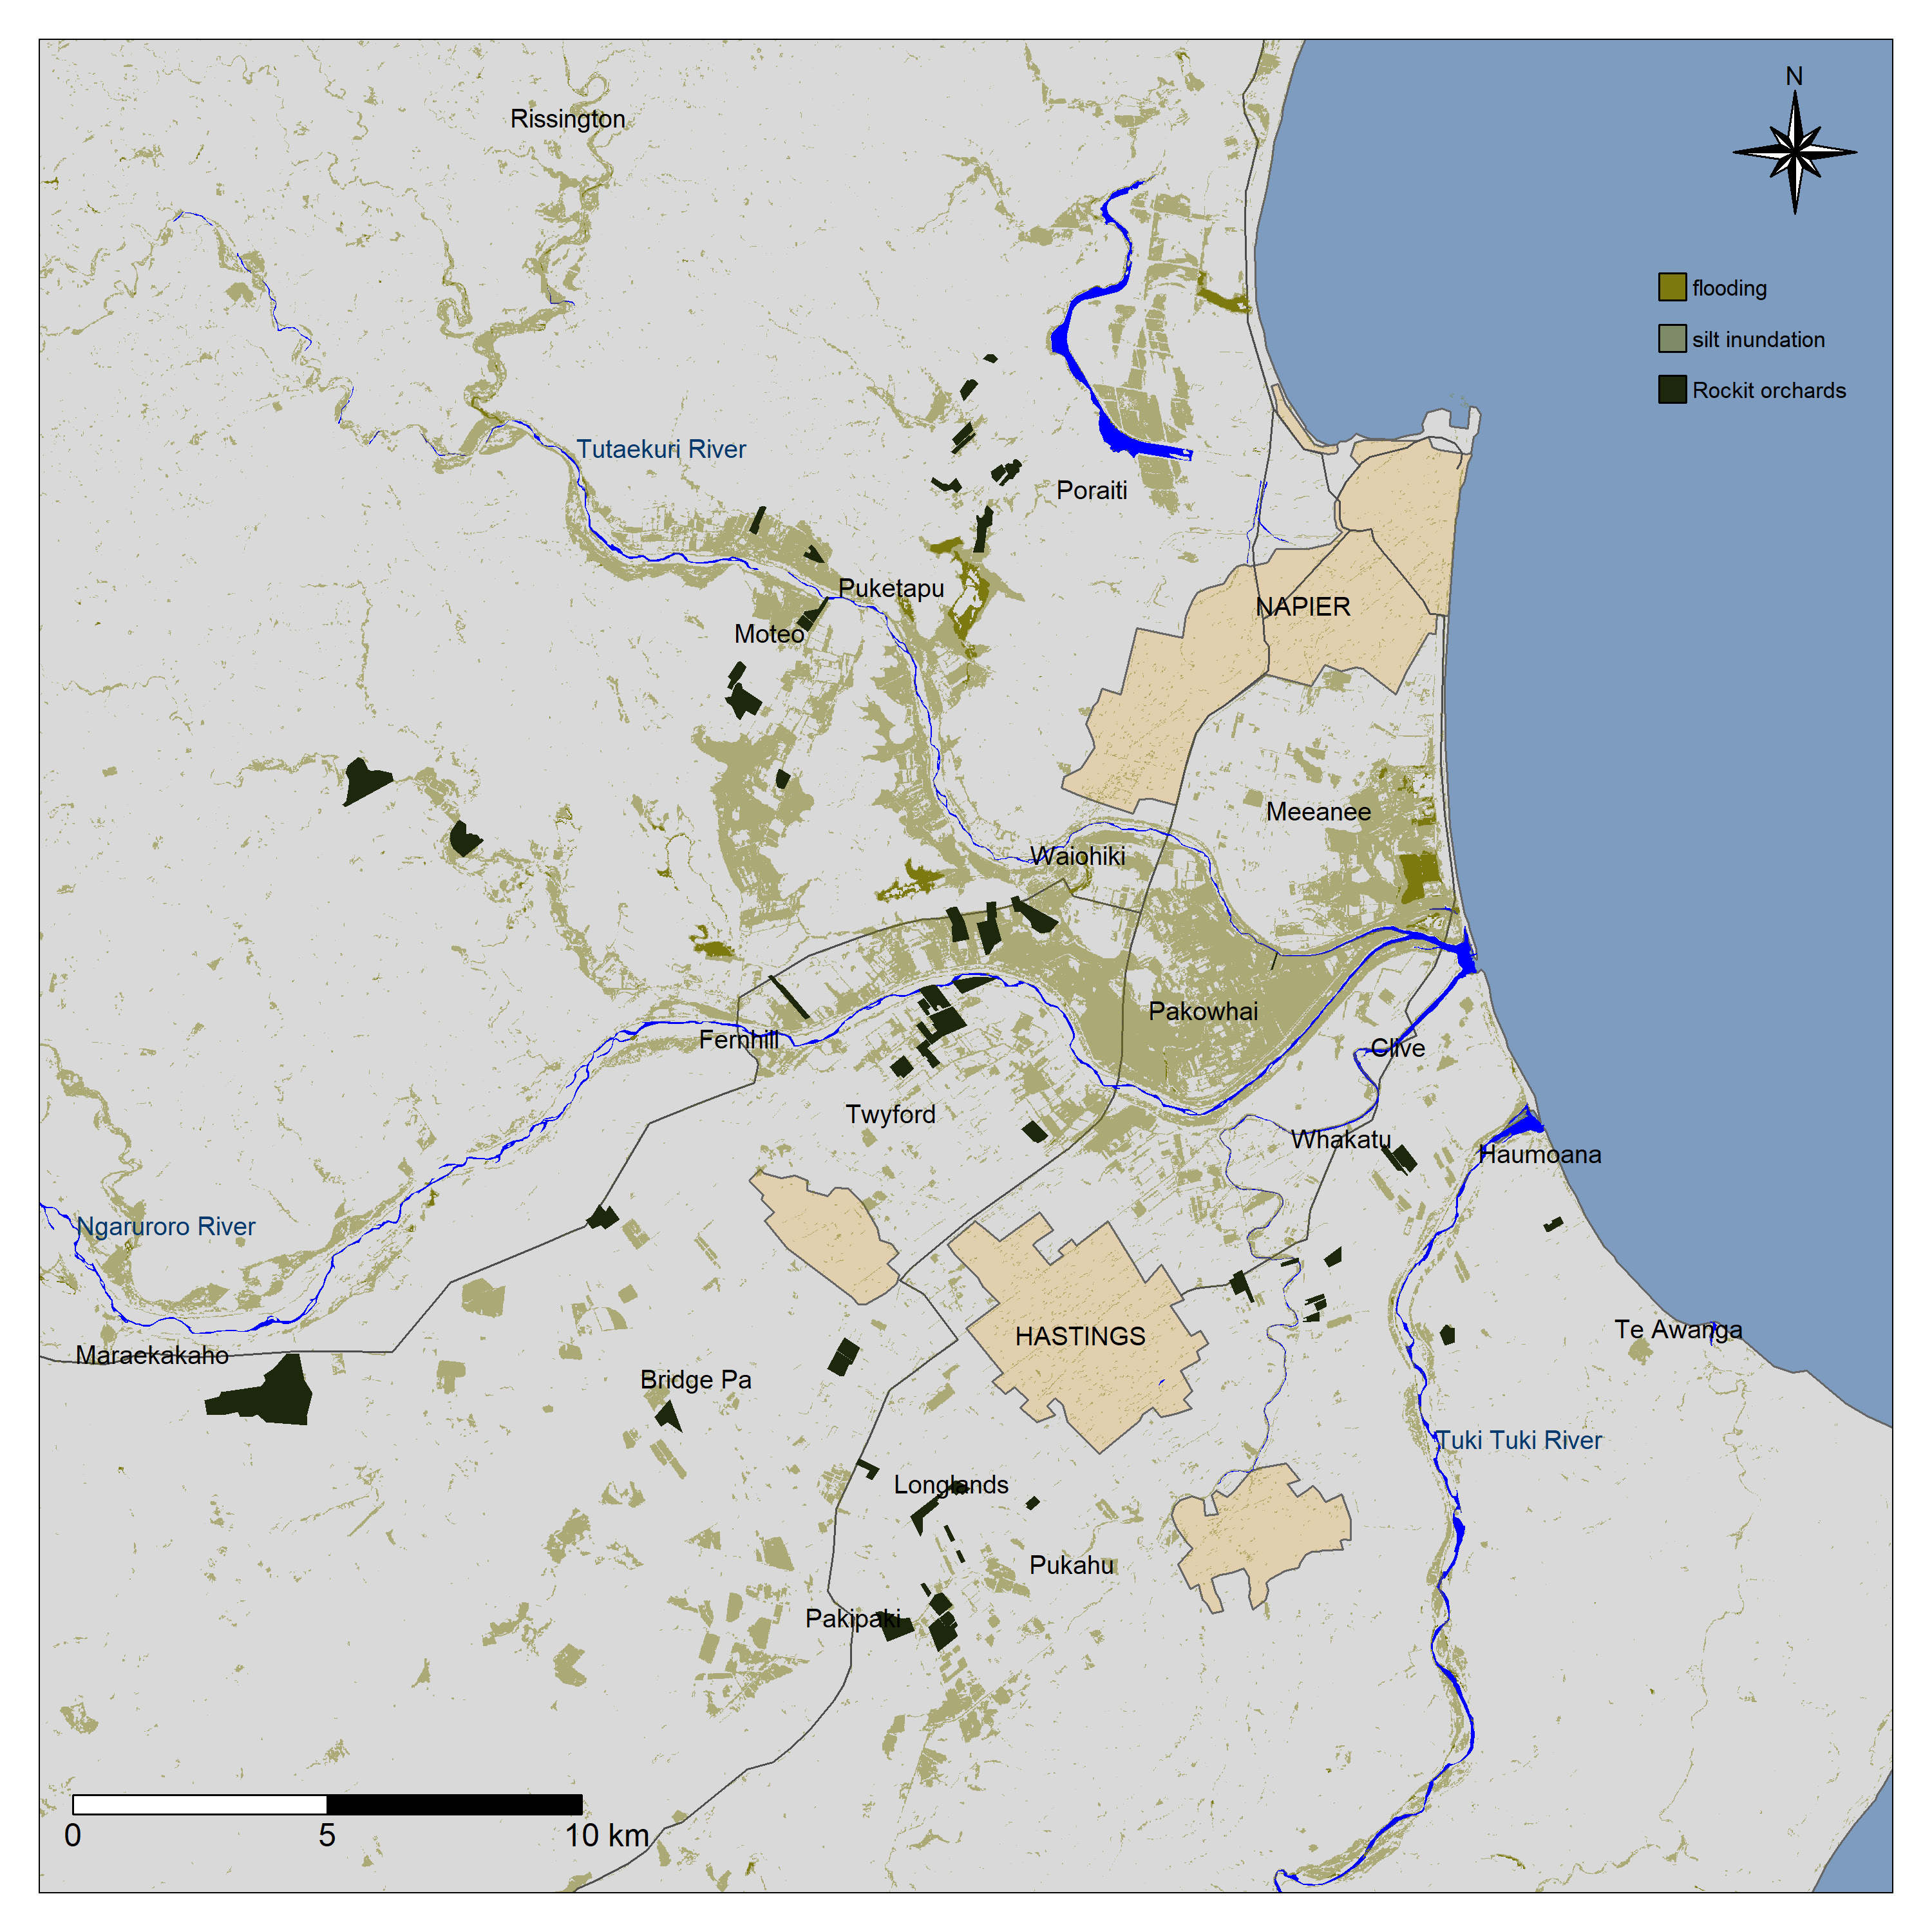 N
Rissington
flooding
silt inundation
Rockit orchards
Tutaekuri River
Poraiti
Puketapu
NAPIER
Moteo
Meeanee
Waiohiki
Pakowhai
Fernhill
Clive
Twyford
Whakatu
Haumoana
Ngaruroro River
Te Awanga
HASTINGS
Maraekakaho
Bridge Pa
Tuki Tuki River
Longlands
Pukahu
Pakipaki
0 5 10 km